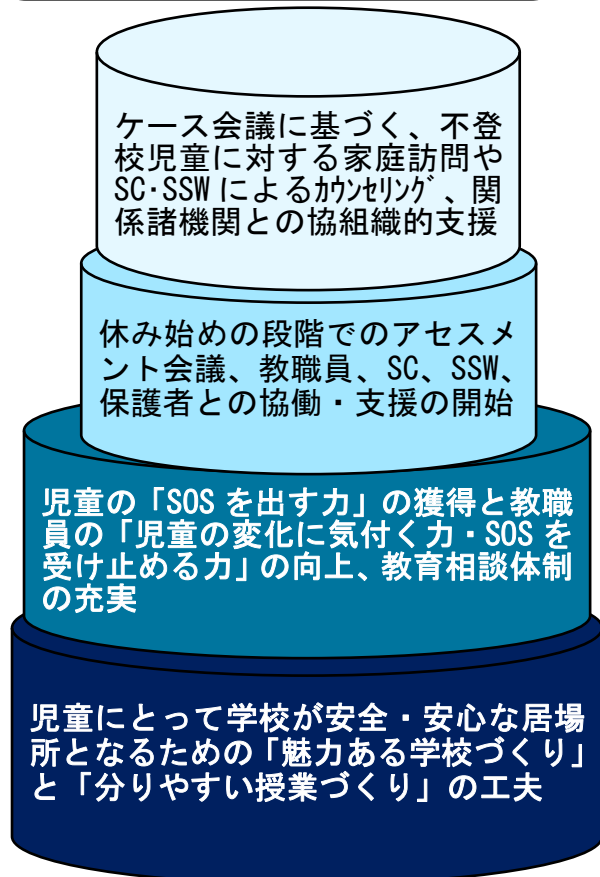 ケース会議に基づく、不登
校児童に対する家庭訪問や
SC･SSWによるｶｳﾝｾﾘﾝｸﾞ、関
係諸機関との協組織的支援
休み始めの段階でのアセスメ
ント会議、教職員、SC、SSW、
保護者との協働・支援の開始
児童の「SOSを出す力」の獲得と教職
員の「児童の変化に気付く力・SOSを
受け止める力」の向上、教育相談体制
の充実
児童にとって学校が安全・安心な居場
所となるための「魅力ある学校づくり」
と「分りやすい授業づくり」の工夫